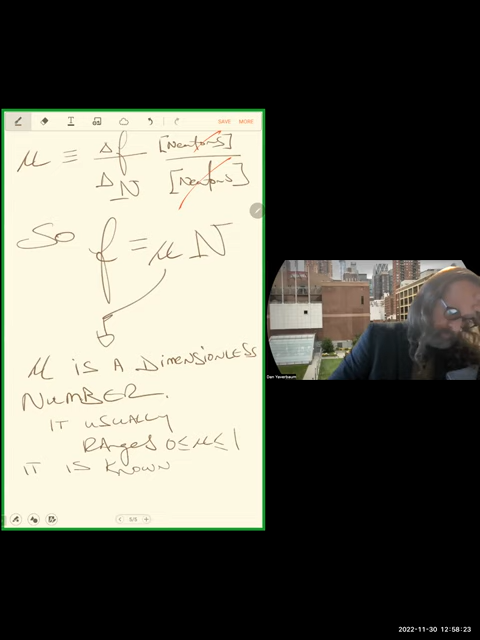 SAVE MORE
μ ≡ Δf / ΔN [Newtons] / [Newtons]
So f = μ N
μ IS A DIMENSIONLESS
NUMBER.
IT USUALLY
RANGES 0≤μ≤1
IT IS KNOWN
5/5
Dan Yaverbaum
2022-11-30 12:58:23